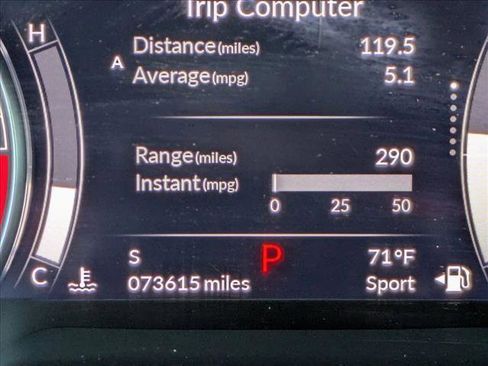 Trip Computer
H
Distance (miles) 119.5
A
Average (mpg) 5.1
Range (miles) 290
Instant (mpg)
0 25 50
S P 71°F
C 073615 miles Sport